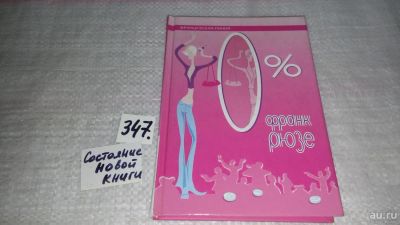 347.
Состояние
новой
книги
0%
франк
рюзе
au.ru